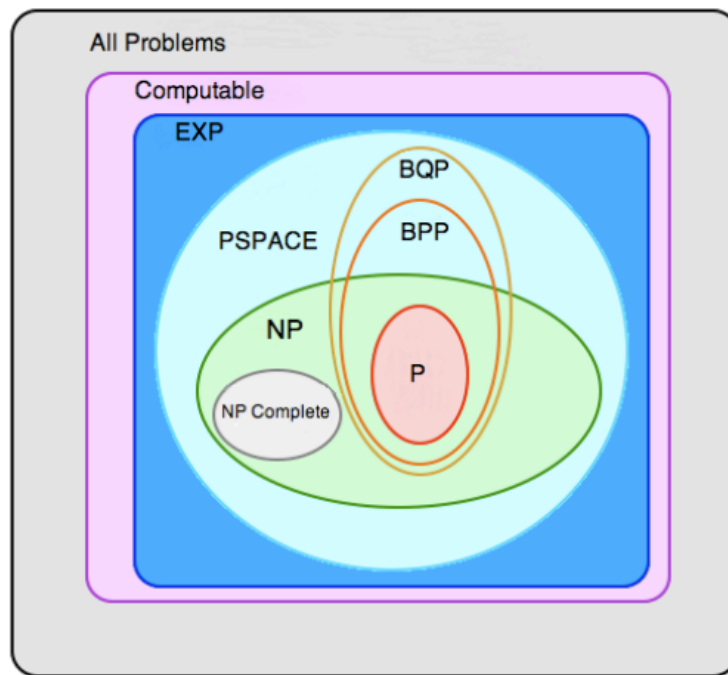 All Problems
Computable
EXP
BQP
PSPACE
BPP
NP
P
NP Complete